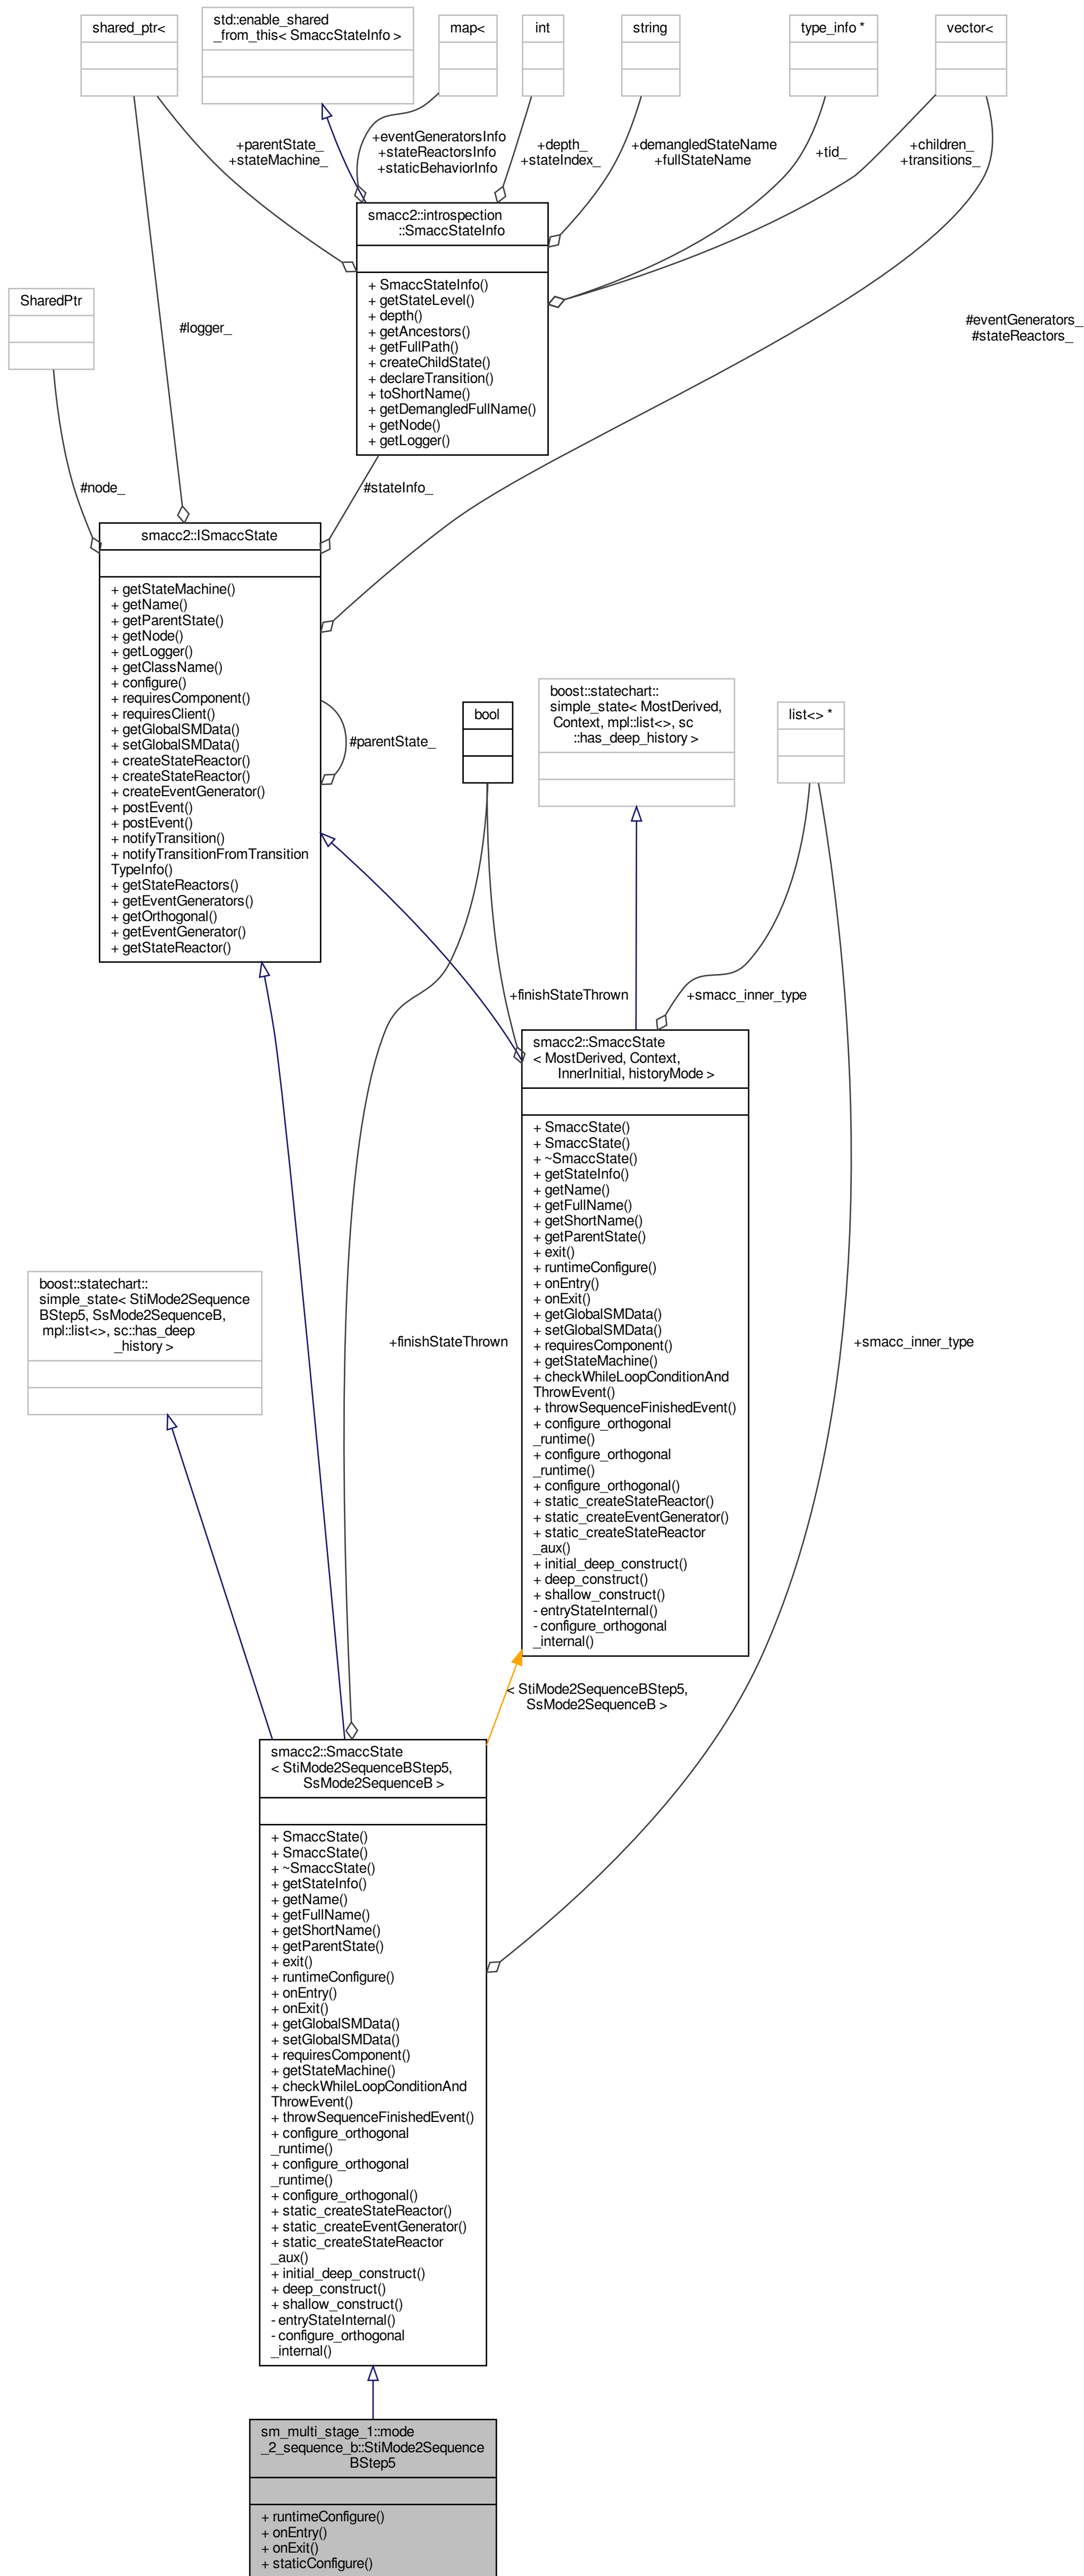 shared_ptr<
std::enable_shared
_from_this< SmaccStateInfo >
map<
int
string
type_info *
vector<
+parentState_
+stateMachine_
+eventGeneratorsInfo
+stateReactorsInfo
+staticBehaviorInfo
+depth_
+stateIndex_
+demangledStateName
+fullStateName
+tid_
+children_
+transitions_
smacc2::introspection
::SmaccStateInfo
+ SmaccStateInfo()
+ getStateLevel()
+ depth()
+ getAncestors()
+ getFullPath()
+ createChildState()
+ declareTransition()
+ toShortName()
+ getDemangledFullName()
+ getNode()
+ getLogger()
SharedPtr
#logger_
#eventGenerators_
#stateReactors_
#node_
#stateInfo_
smacc2::ISmaccState
+ getStateMachine()
+ getName()
+ getParentState()
+ getNode()
+ getLogger()
+ getClassName()
+ configure()
+ requiresComponent()
+ requiresClient()
+ getGlobalSMData()
+ setGlobalSMData()
+ createStateReactor()
+ createStateReactor()
+ createEventGenerator()
+ postEvent()
+ postEvent()
+ notifyTransition()
+ notifyTransitionFromTransition
TypeInfo()
+ getStateReactors()
+ getEventGenerators()
+ getOrthogonal()
+ getEventGenerator()
+ getStateReactor()
#parentState_
bool
boost::statechart::
simple_state< MostDerived,
Context, mpl::list<>, sc
::has_deep_history >
list<> *
+finishStateThrown
+smacc_inner_type
smacc2::SmaccState
< MostDerived, Context,
InnerInitial, historyMode >
+ SmaccState()
+ SmaccState()
+ ~SmaccState()
+ getStateInfo()
+ getName()
+ getFullName()
+ getShortName()
+ getParentState()
+ exit()
+ runtimeConfigure()
+ onEntry()
+ onExit()
+ getGlobalSMData()
+ setGlobalSMData()
+ requiresComponent()
+ getStateMachine()
+ checkWhileLoopConditionAnd
ThrowEvent()
+ throwSequenceFinishedEvent()
+ configure_orthogonal
_runtime()
+ configure_orthogonal
_runtime()
+ configure_orthogonal()
+ static_createStateReactor()
+ static_createEventGenerator()
+ static_createStateReactor
_aux()
+ initial_deep_construct()
+ deep_construct()
+ shallow_construct()
- entryStateInternal()
- configure_orthogonal
_internal()
boost::statechart::
simple_state< StiMode2Sequence
BStep5, SsMode2SequenceB,
mpl::list<>, sc::has_deep
_history >
+finishStateThrown
+smacc_inner_type
< StiMode2SequenceBStep5,
SsMode2SequenceB >
smacc2::SmaccState
< StiMode2SequenceBStep5,
SsMode2SequenceB >
+ SmaccState()
+ SmaccState()
+ ~SmaccState()
+ getStateInfo()
+ getName()
+ getFullName()
+ getShortName()
+ getParentState()
+ exit()
+ runtimeConfigure()
+ onEntry()
+ onExit()
+ getGlobalSMData()
+ setGlobalSMData()
+ requiresComponent()
+ getStateMachine()
+ checkWhileLoopConditionAnd
ThrowEvent()
+ throwSequenceFinishedEvent()
+ configure_orthogonal
_runtime()
+ configure_orthogonal
_runtime()
+ configure_orthogonal()
+ static_createStateReactor()
+ static_createEventGenerator()
+ static_createStateReactor
_aux()
+ initial_deep_construct()
+ deep_construct()
+ shallow_construct()
- entryStateInternal()
- configure_orthogonal
_internal()
sm_multi_stage_1::mode
_2_sequence_b::StiMode2Sequence
BStep5
+ runtimeConfigure()
+ onEntry()
+ onExit()
+ staticConfigure()